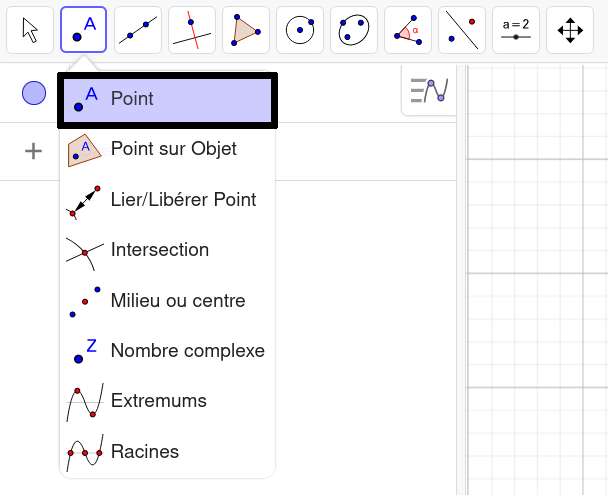 A
α
a = 2
A
Point
A
Point sur Objet
Lier/Libérer Point
Intersection
Milieu ou centre
Z
Nombre complexe
Extremums
Racines